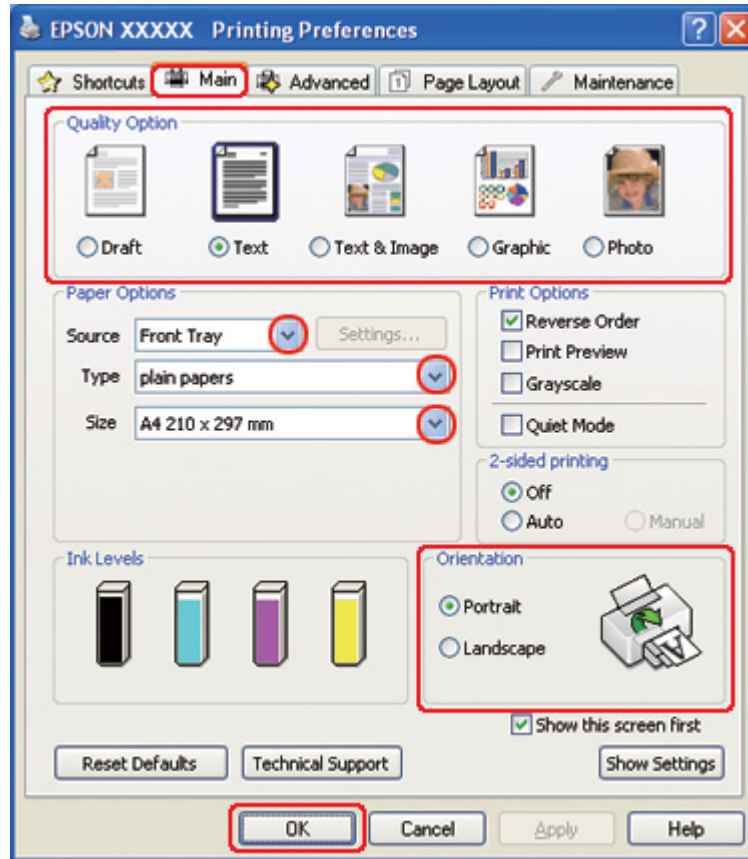 EPSON XXXXX Printing Preferences
Shortcuts Main Advanced Page Layout Maintenance
Quality Option
Draft Text Text & Image Graphic Photo
Paper Options
Source Front Tray Settings...
Type plain papers
Size A4 210 x 297 mm
Print Options
Reverse Order
Print Preview
Grayscale
Quiet Mode
2-sided printing
Off
Auto Manual
Ink Levels
Orientation
Portrait
Landscape
Show this screen first
Reset Defaults Technical Support Show Settings
OK Cancel Apply Help